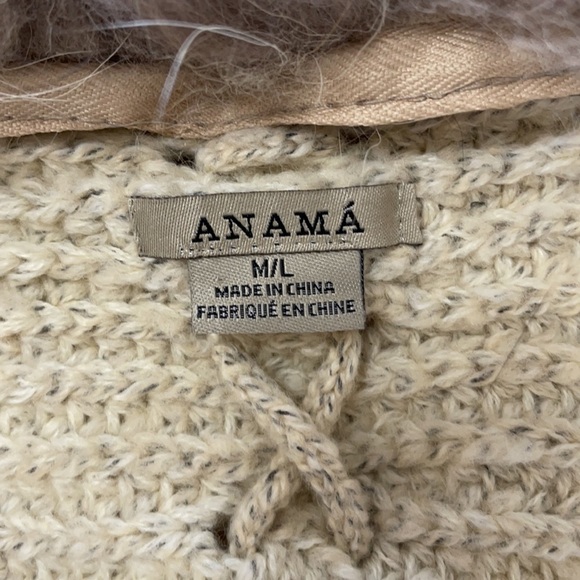 ANAMÁ
M/L
MADE IN CHINA
FABRIQUÉ EN CHINE